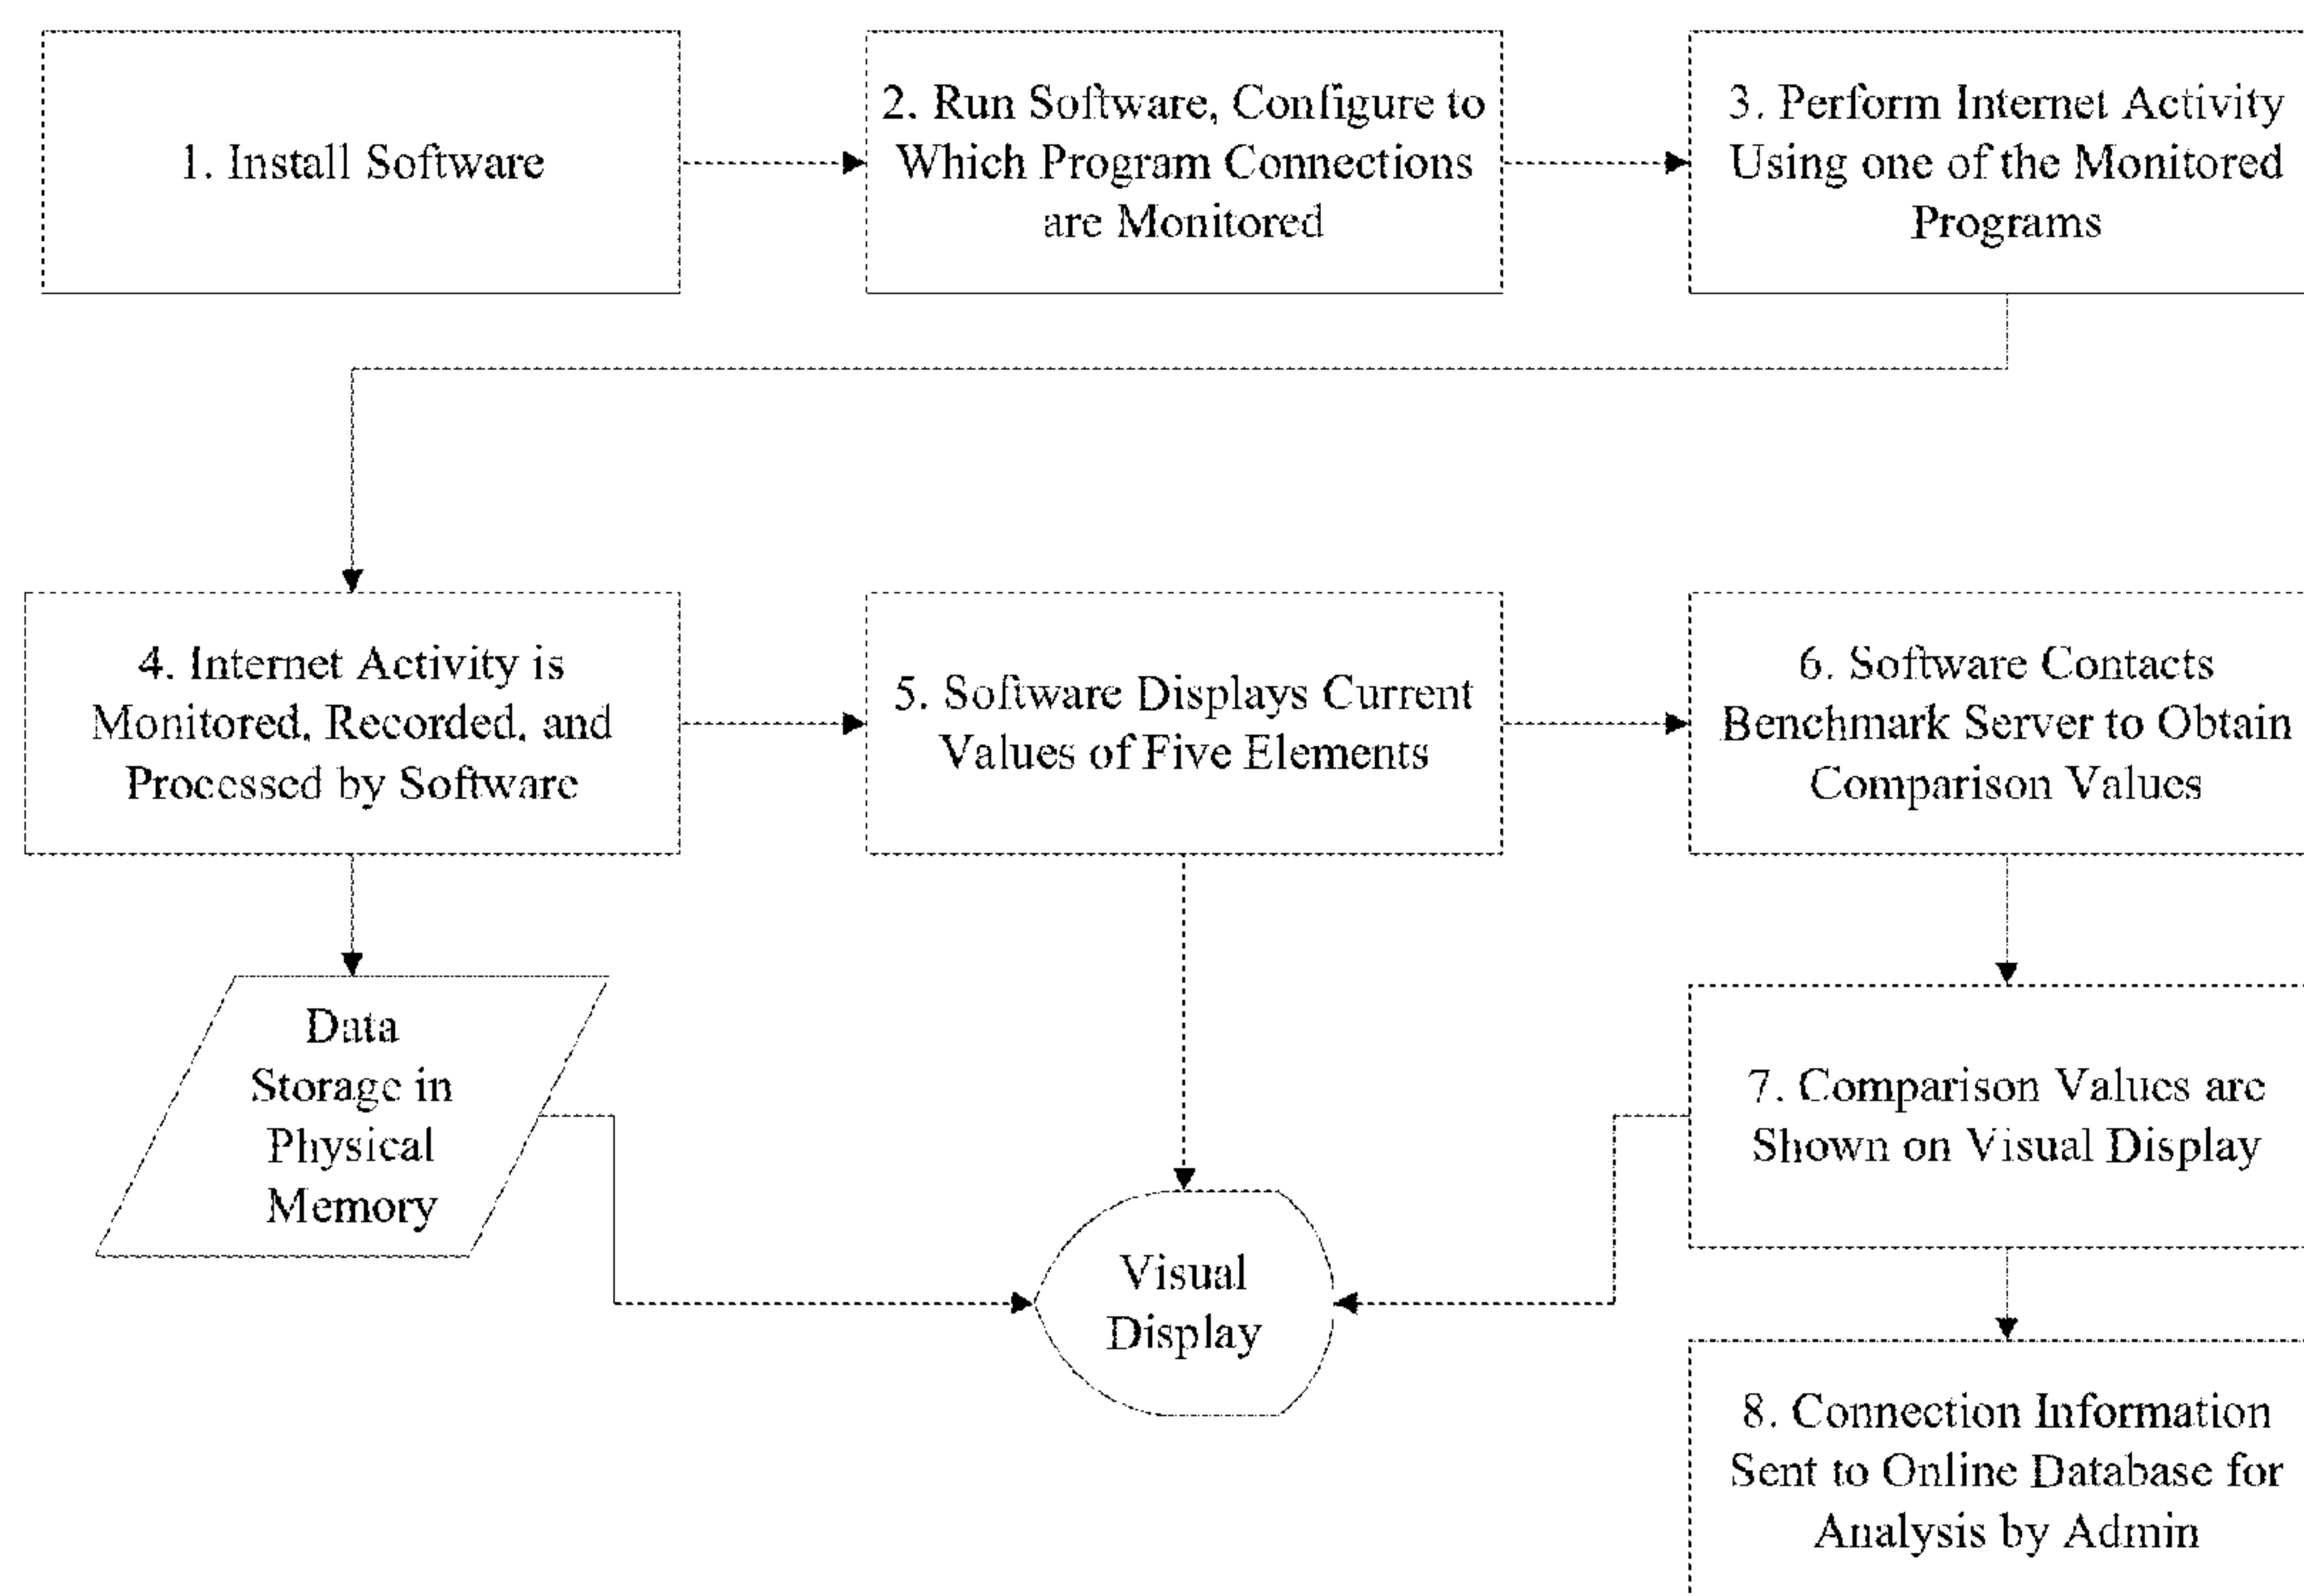 1. Install Software
2. Run Software, Configure to
Which Program Connections
are Monitored
3. Perform Internet Activity
Using one of the Monitored
Programs
4. Internet Activity is
Monitored, Recorded, and
Processed by Software
5. Software Displays Current
Values of Five Elements
6. Software Contacts
Benchmark Server to Obtain
Comparison Values
Data
Storage in
Physical
Memory
7. Comparison Values are
Shown on Visual Display
Visual
Display
8. Connection Information
Sent to Online Database for
Analysis by Admin